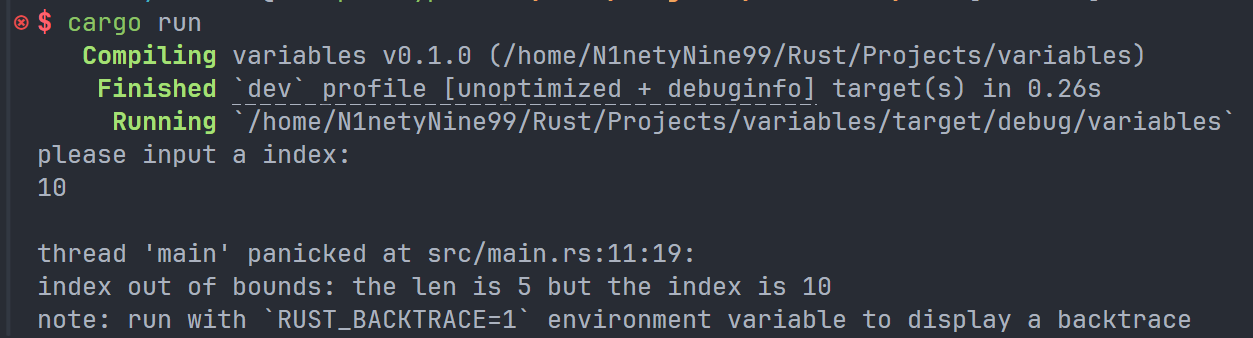 $ cargo run
Compiling variables v0.1.0 (/home/N1netyNine99/Rust/Projects/variables)
Finished `dev` profile [unoptimized + debuginfo] target(s) in 0.26s
Running `/home/N1netyNine99/Rust/Projects/variables/target/debug/variables`
please input a index:
10
thread 'main' panicked at src/main.rs:11:19:
index out of bounds: the len is 5 but the index is 10
note: run with `RUST_BACKTRACE=1` environment variable to display a backtrace